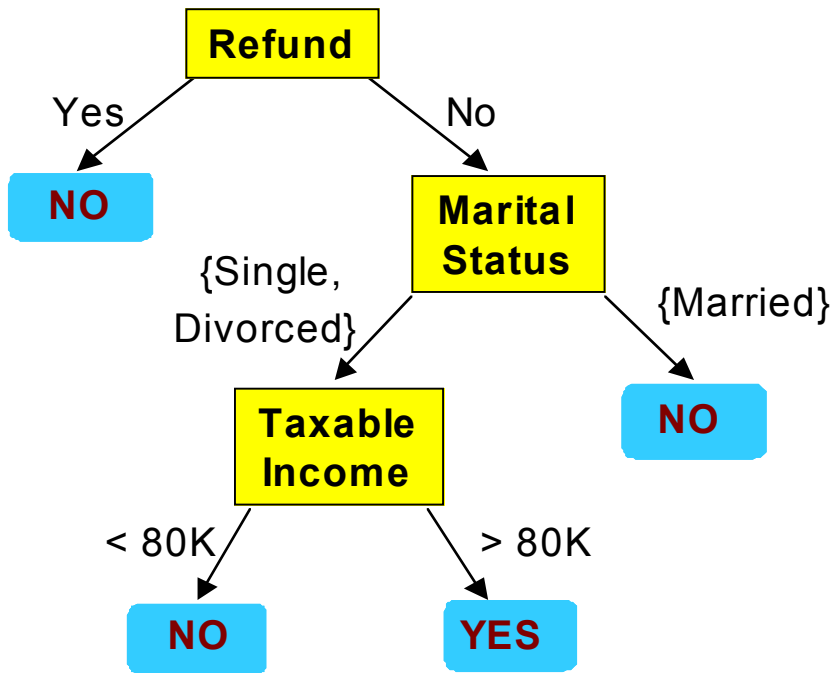 Refund
Yes
No
NO
Marital
Status
{Single,
Divorced}
{Married}
Taxable
Income
NO
< 80K
> 80K
NO
YES